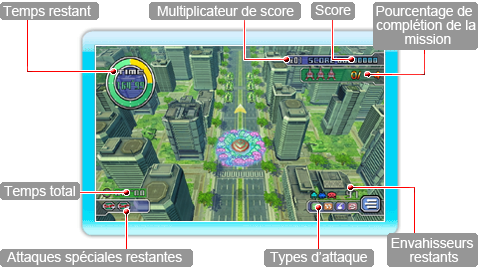 Temps restant
Multiplicateur de score
Score
Pourcentage de
complétion de la
mission
TIME
SCORE
Temps total
Attaques spéciales restantes
Types d'attaque
Envahisseurs
restants